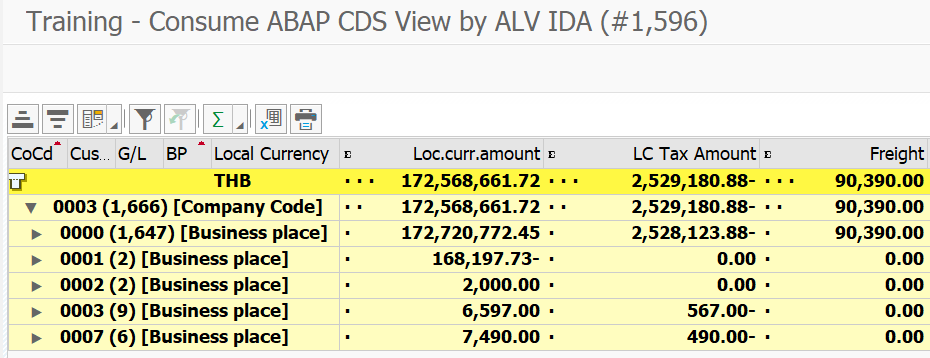 Training - Consume ABAP CDS View by ALV IDA (#1,596)
CoCd Cus... G/L BP Local Currency Loc.curr.amount LC Tax Amount Freight
THB 172,568,661.72 2,529,180.88- 90,390.00
0003 (1,666) [Company Code] 172,568,661.72 2,529,180.88- 90,390.00
0000 (1,647) [Business place] 172,720,772.45 2,528,123.88- 90,390.00
0001 (2) [Business place] 168,197.73- 0.00 0.00
0002 (2) [Business place] 2,000.00 0.00 0.00
0003 (9) [Business place] 6,597.00 567.00- 0.00
0007 (6) [Business place] 7,490.00 490.00- 0.00